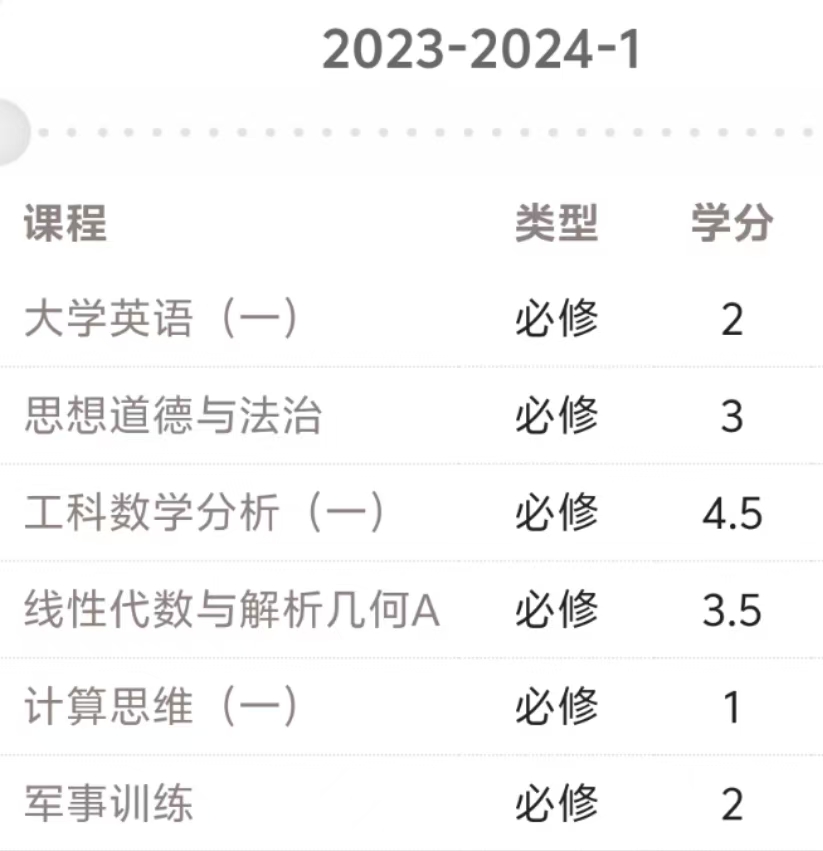 2023-2024-1
课程 类型 学分
大学英语（一） 必修 2
思想道德与法治 必修 3
工科数学分析（一） 必修 4.5
线性代数与解析几何A 必修 3.5
计算思维（一） 必修 1
军事训练 必修 2